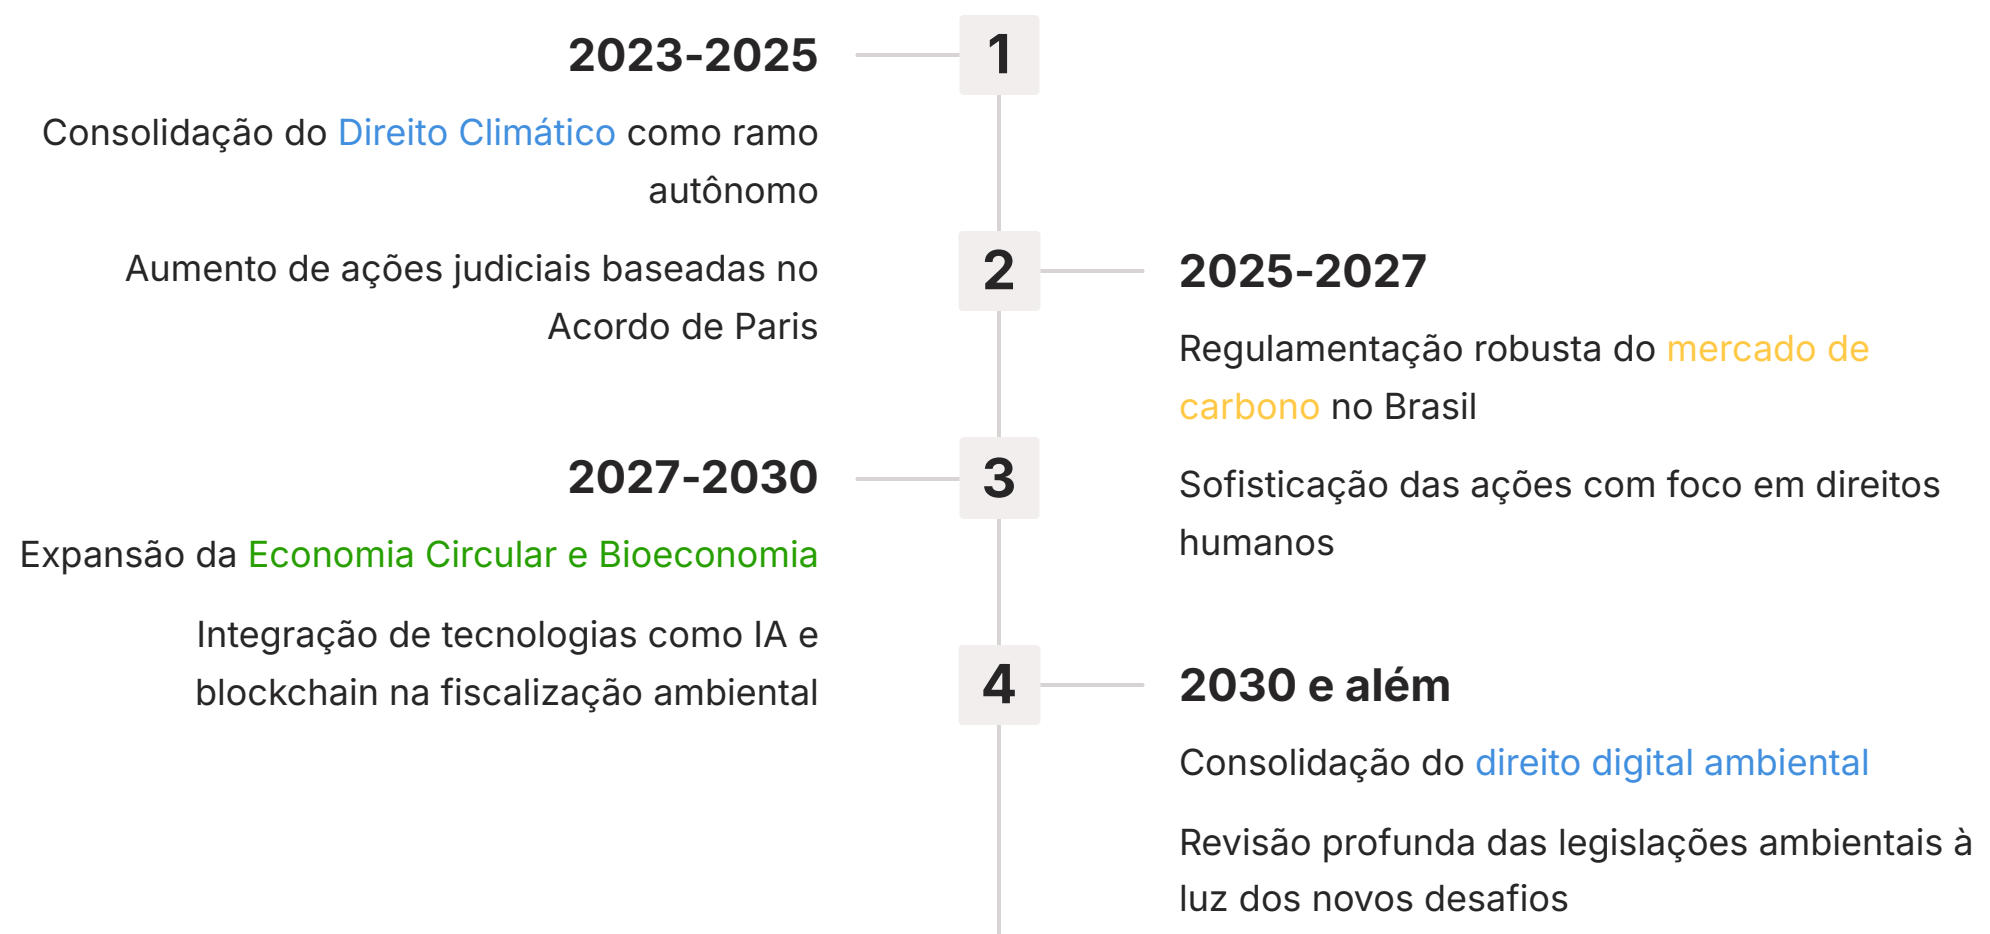 1
2023-2025
Consolidação do Direito Climático como ramo
autônomo
Aumento de ações judiciais baseadas no
Acordo de Paris
2
2025-2027
Regulamentação robusta do mercado de
carbono no Brasil
Sofisticação das ações com foco em direitos
humanos
3
2027-2030
Expansão da Economia Circular e Bioeconomia
Integração de tecnologias como IA e
blockchain na fiscalização ambiental
4
2030 e além
Consolidação do direito digital ambiental
Revisão profunda das legislações ambientais à
luz dos novos desafios